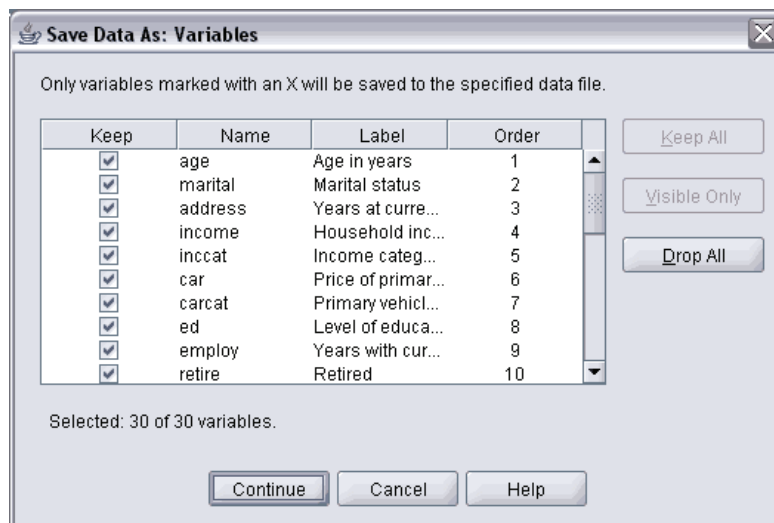 Save Data As: Variables
Only variables marked with an X will be saved to the specified data file.
Keep Name Label Order
age Age in years 1
marital Marital status 2
address Years at curre... 3
income Household inc... 4
inccat Income categ... 5
car Price of primar... 6
carcat Primary vehicl... 7
ed Level of educa... 8
employ Years with cur... 9
retire Retired 10
Keep All
Visible Only
Drop All
Selected: 30 of 30 variables.
Continue Cancel Help